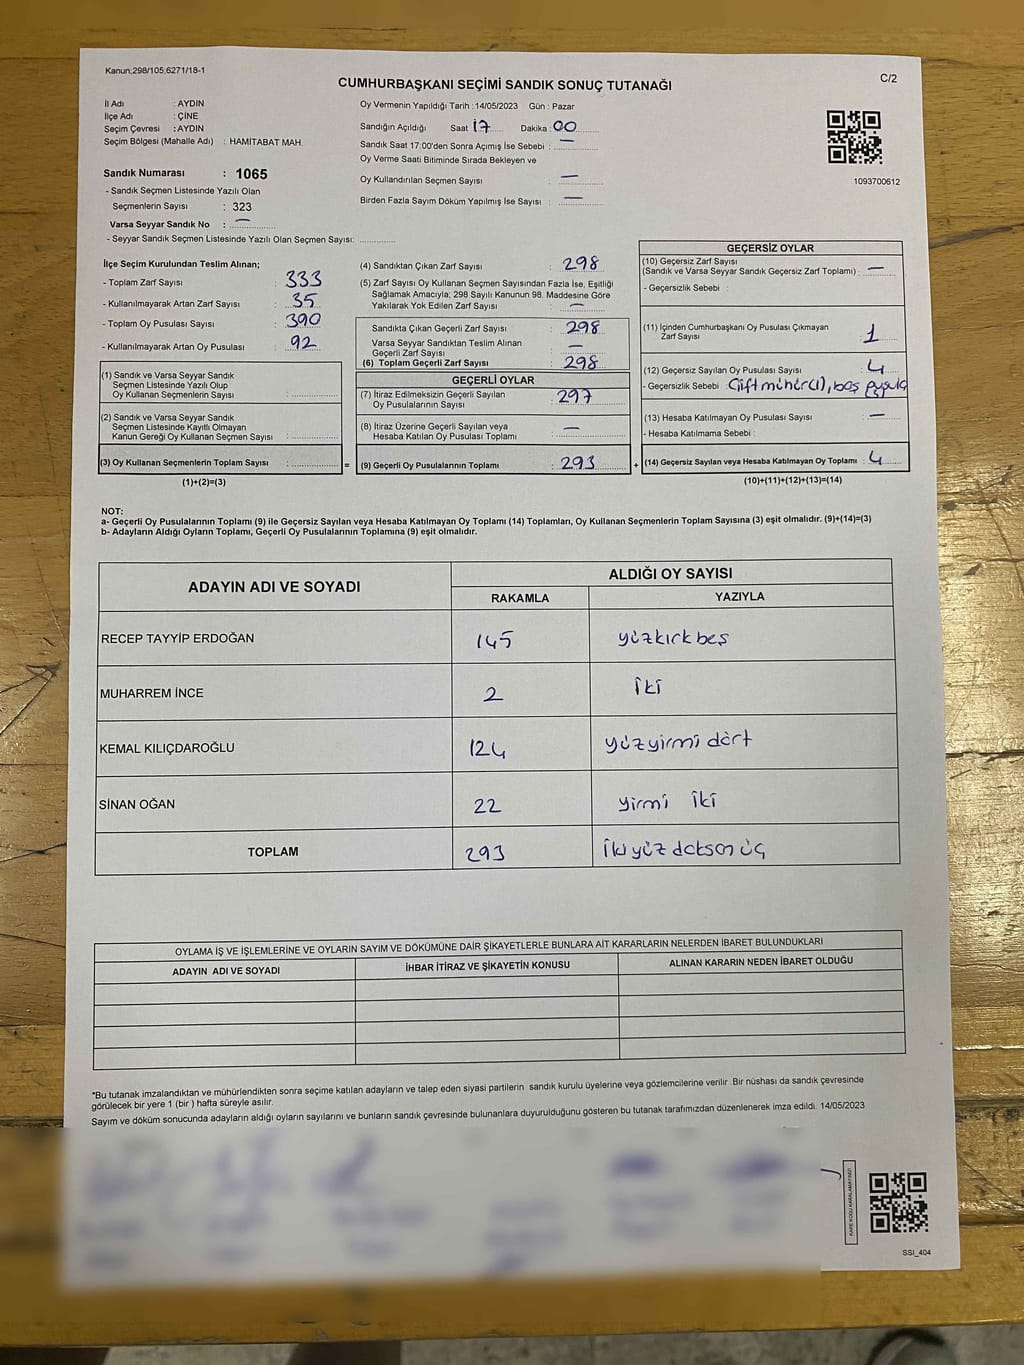 Kanun;298/105;6271/18-1
C/2
CUMHURBAŞKANI SEÇİMİ SANDIK SONUÇ TUTANAĞI
İl Adı : AYDIN
İlçe Adı : ÇİNE
Seçim Çevresi : AYDIN
Seçim Bölgesi (Mahalle Adı) : HAMİTABAT MAH.
Sandık Numarası : 1065
- Sandık Seçmen Listesinde Yazılı Olan
Seçmenlerin Sayısı : 323
Varsa Seyyar Sandık No : —
- Seyyar Sandık Seçmen Listesinde Yazılı Olan Seçmen Sayısı: ............
Oy Vermenin Yapıldığı Tarih : 14/05/2023 Gün : Pazar
Sandığın Açıldığı Saat 17 Dakika : 00
Sandık Saat 17:00'den Sonra Açımış İse Sebebi : —
Oy Verme Saati Bitiminde Sırada Bekleyen ve
Oy Kullandırılan Seçmen Sayısı : —
Birden Fazla Sayım Döküm Yapılmış İse Sayısı : —
1093700612
İlçe Seçim Kurulundan Teslim Alınan;
- Toplam Zarf Sayısı : 333
- Kullanılmayarak Artan Zarf Sayısı : 35
- Toplam Oy Pusulası Sayısı : 390
- Kullanılmayarak Artan Oy Pusulası : 92
(1) Sandık ve Varsa Seyyar Sandık
Seçmen Listesinde Yazılı Olup
Oy Kullanan Seçmenlerin Sayısı : ............
(2) Sandık ve Varsa Seyyar Sandık
Seçmen Listesinde Kayıtlı Olmayan
Kanun Gereği Oy Kullanan Seçmen Sayısı : ............
(3) Oy Kullanan Seçmenlerin Toplam Sayısı : ............ =
(1)+(2)=(3)
(4) Sandıktan Çıkan Zarf Sayısı : 298
(5) Zarf Sayısı Oy Kullanan Seçmen Sayısından Fazla İse, Eşitliği
Sağlamak Amacıyla; 298 Sayılı Kanunun 98. Maddesine Göre
Yakılarak Yok Edilen Zarf Sayısı : —
Sandıkta Çıkan Geçerli Zarf Sayısı : 298
Varsa Seyyar Sandıktan Teslim Alınan
Geçerli Zarf Sayısı : —
(6) Toplam Geçerli Zarf Sayısı : 298
GEÇERLİ OYLAR
(7) İtiraz Edilmeksizin Geçerli Sayılan
Oy Pusulalarının Sayısı : 297
(8) İtiraz Üzerine Geçerli Sayılan veya
Hesaba Katılan Oy Pusulası Toplamı : —
(9) Geçerli Oy Pusulalarının Toplamı : 293 +
GEÇERSİZ OYLAR
(10) Geçersiz Zarf Sayısı
(Sandık ve Varsa Seyyar Sandık Geçersiz Zarf Toplamı) : —
- Geçersizlik Sebebi :
(11) İçinden Cumhurbaşkanı Oy Pusulası Çıkmayan
Zarf Sayısı : 1
(12) Geçersiz Sayılan Oy Pusulası Sayısı : 4
- Geçersizlik Sebebi : Çift mühür(1), boş pusula (3)
(13) Hesaba Katılmayan Oy Pusulası Sayısı : —
- Hesaba Katılmama Sebebi :
(14) Geçersiz Sayılan veya Hesaba Katılmayan Oy Toplamı : 4
(10)+(11)+(12)+(13)=(14)
NOT:
a- Geçerli Oy Pusulalarının Toplamı (9) ile Geçersiz Sayılan veya Hesaba Katılmayan Oy Toplamı (14) Toplamları, Oy Kullanan Seçmenlerin Toplam Sayısına (3) eşit olmalıdır. (9)+(14)=(3)
b- Adayların Aldığı Oyların Toplamı, Geçerli Oy Pusulalarının Toplamına (9) eşit olmalıdır.
ADAYIN ADI VE SOYADI
ALDIĞI OY SAYISI
RAKAMLA YAZIYLA
RECEP TAYYİP ERDOĞAN 145 yüzkırkbeş
MUHARREM İNCE 2 iki
KEMAL KILIÇDAROĞLU 124 yüzyirmi dört
SİNAN OĞAN 22 yirmi iki
TOPLAM 293 ikiyüz doksan üç
OYLAMA İŞ VE İŞLEMLERİNE VE OYLARIN SAYIM VE DÖKÜMÜNE DAİR ŞİKAYETLERLE BUNLARA AİT KARARLARIN NELERDEN İBARET BULUNDUKLARI
ADAYIN ADI VE SOYADI İHBAR İTİRAZ VE ŞİKAYETİN KONUSU ALINAN KARARIN NEDEN İBARET OLDUĞU
*Bu tutanak imzalandıktan ve mühürlendikten sonra seçime katılan adayların ve talep eden siyasi partilerin sandık kurulu üyelerine veya gözlemcilerine verilir .Bir nüshası da sandık çevresinde
görülecek bir yere 1 (bir ) hafta süreyle asılır.
Sayım ve döküm sonucunda adayların aldığı oyların sayılarını ve bunların sandık çevresinde bulunanlara duyurulduğunu gösteren bu tutanak tarafımızdan düzenlenerek imza edildi. 14/05/2023
KARE KODU KARALAMAYINIZ!
SSİ_404